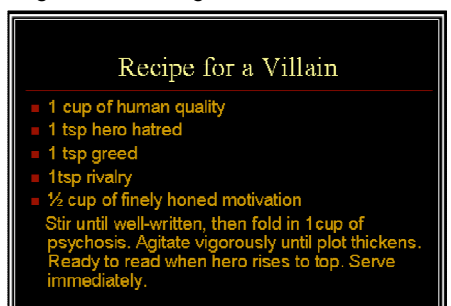 Recipe for a Villain
1 cup of human quality
1 tsp hero hatred
1 tsp greed
1tsp rivalry
½ cup of finely honed motivation
Stir until well-written, then fold in 1cup of
psychosis. Agitate vigorously until plot thickens.
Ready to read when hero rises to top. Serve
immediately.